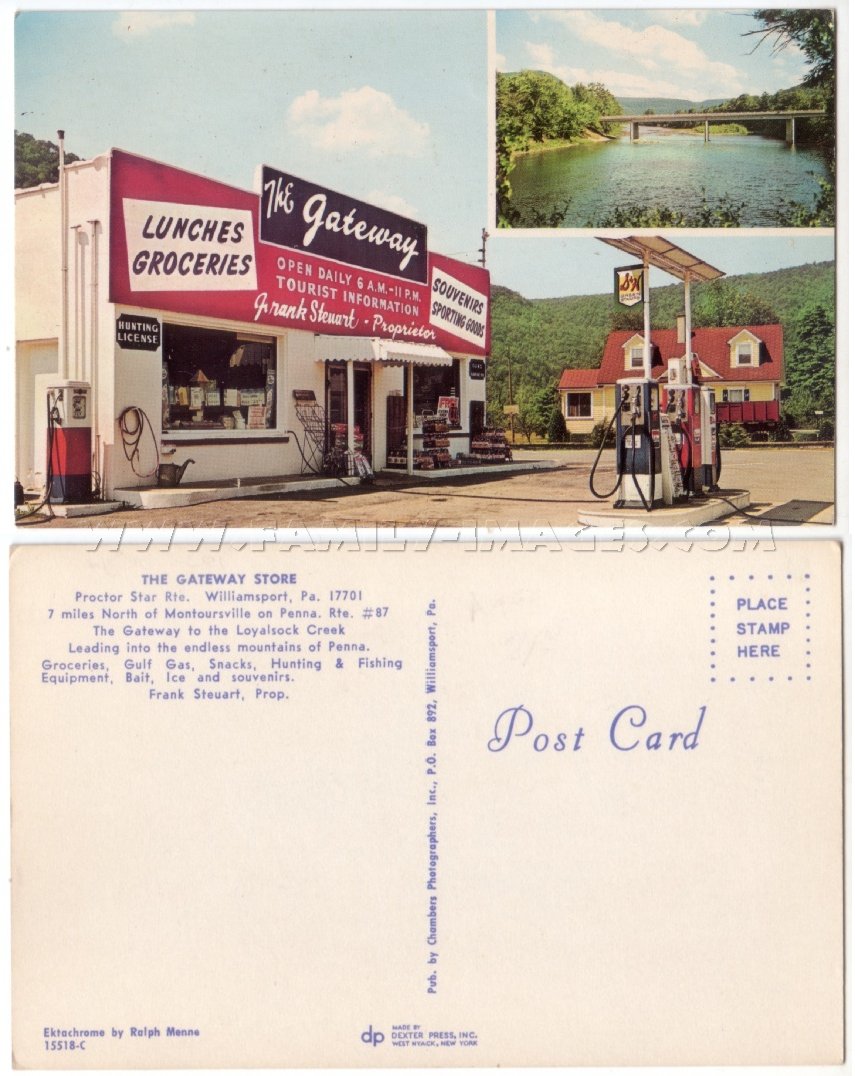 The Gateway
LUNCHES
GROCERIES
OPEN DAILY 6 A.M.-11 P.M.
TOURIST INFORMATION
Frank Steuart - Proprietor
SOUVENIRS
SPORTING GOODS
HUNTING
LICENSE
S&H
WWW.FAMILY-IMAGES.COM
THE GATEWAY STORE
Proctor Star Rte. Williamsport, Pa. 17701
7 miles North of Montoursville on Penna. Rte. #87
The Gateway to the Loyalsock Creek
Leading into the endless mountains of Penna.
Groceries, Gulf Gas, Snacks, Hunting & Fishing
Equipment, Bait, Ice and souvenirs.
Frank Steuart, Prop.
Pub. by Chambers Photographers, Inc., P.O. Box 892, Williamsport, Pa.
PLACE
STAMP
HERE
Post Card
Ektachrome by Ralph Menne
15518-C
dp
MADE BY
DEXTER PRESS, INC.
WEST NYACK, NEW YORK